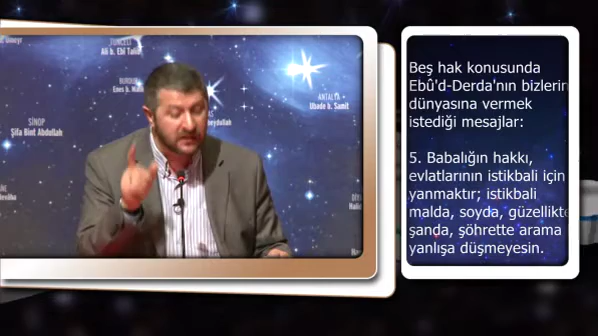 TUNCELİ
Ali b. Ebî Talib
SİNOP
Şifa Bint Abdullah
ANTALYA
Ubade b. Samit
Beş hak konusunda
Ebû'd-Derda'nın bizlerin
dünyasına vermek
istediği mesajlar:
5. Babalığın hakkı,
evlatlarının istikbali için
yanmaktır; istikbali
malda, soyda, güzellikte
şanda, şöhrette arama
yanlışa düşmeyesin.